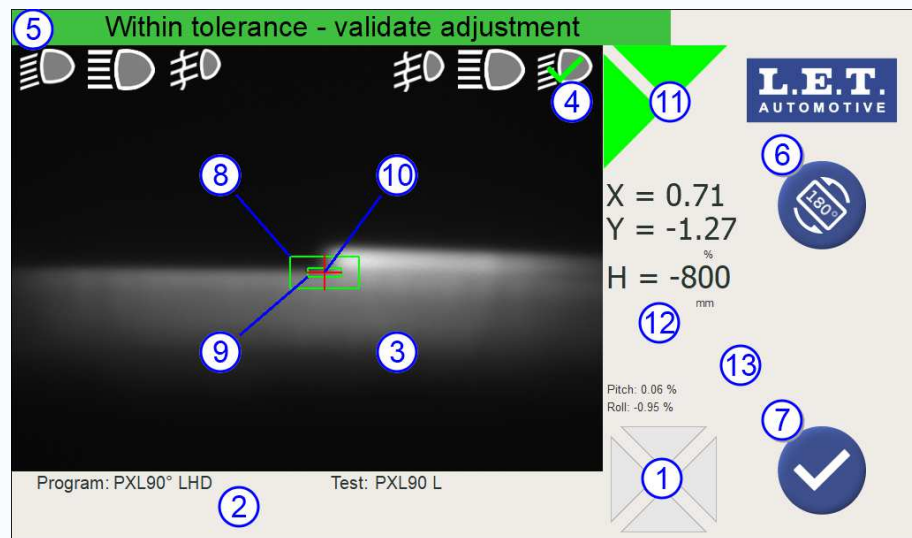 5
Within tolerance - validate adjustment
4
11
L.E.T.
AUTOMOTIVE
6
180°
8
10
X = 0.71
Y = -1.27
%
H = -800
mm
12
9
3
13
Pitch: 0.06 %
Roll: -0.95 %
7
1
Program: PXL90° LHD
Test: PXL90 L
2